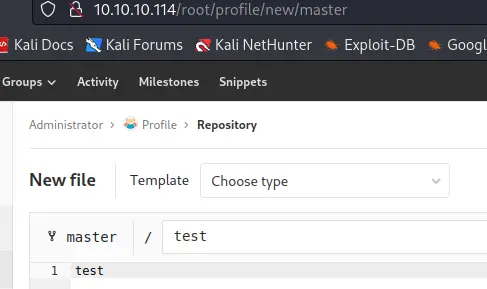 10.10.10.114/root/profile/new/master
Kali Docs Kali Forums Kali NetHunter Exploit-DB Googl
Groups Activity Milestones Snippets
Administrator > Profile > Repository
New file Template Choose type
master / test
1 test